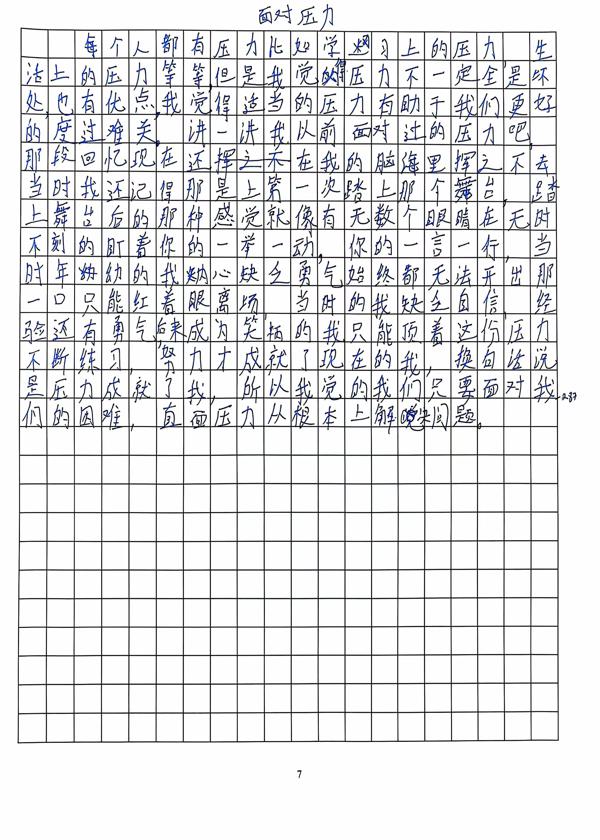 面对压力
每个人都有压力比如学习上的压力,生
活上的压力等等,但是我觉得压力不一定全是坏
处,也有优点,我觉得适当的压力有助于我们更好
的度过难关,讲一讲我以前面对过的压力吧,
那段回忆现在还挥之不在我的脑海里挥之不去
当时我还记得那是上第一次踏上那个舞台,踏
上舞台后的那种感觉就像有无数个眼睛在无时
不刻的盯着你的一举一动,你的一言一行,当
时年幼的我心缺乏勇气始终都无法开出那
一口只能红着眼离场,当时的我缺乏自信,经
验还有勇气,后来成为笑柄的我只能顶着这份压力
不断练习,努力才成就了现在的我,换句话说
是压力成就了我,所以我觉的我们只要面对我
们的困难,直面压力从根本上解决问题。
7